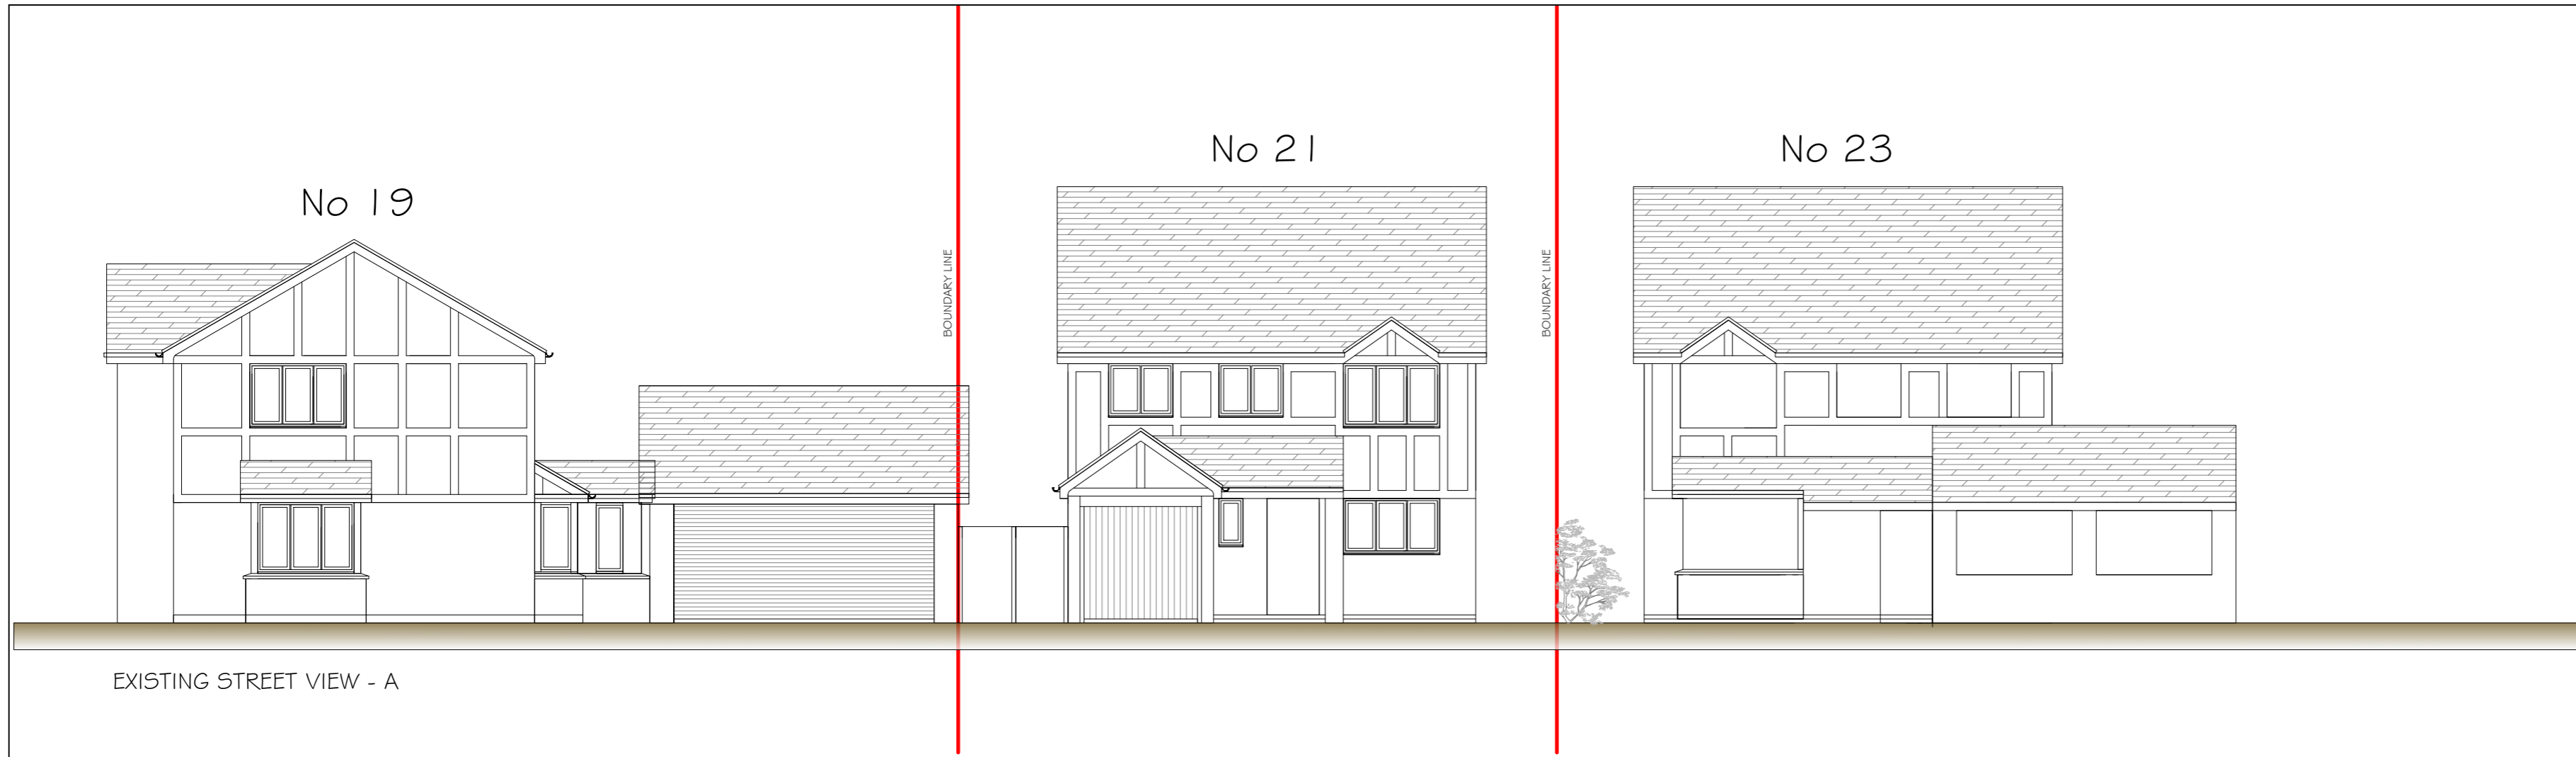 No 19
No 21
No 23
BOUNDARY LINE
BOUNDARY LINE
EXISTING STREET VIEW - A